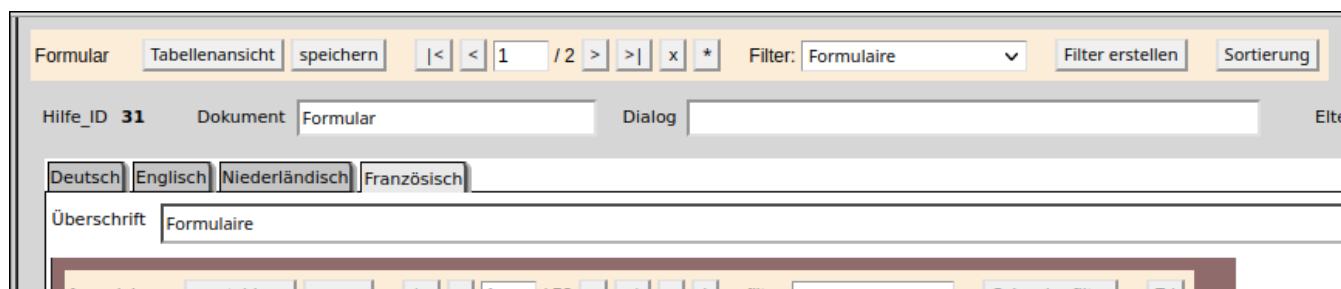 Formular Tabellenansicht speichern |< < 1 / 2 > >| x * Filter: Formulaire Filter erstellen Sortierung
Hilfe_ID 31 Dokument Formular Dialog
Deutsch Englisch Niederländisch Französisch
Überschrift Formulaire